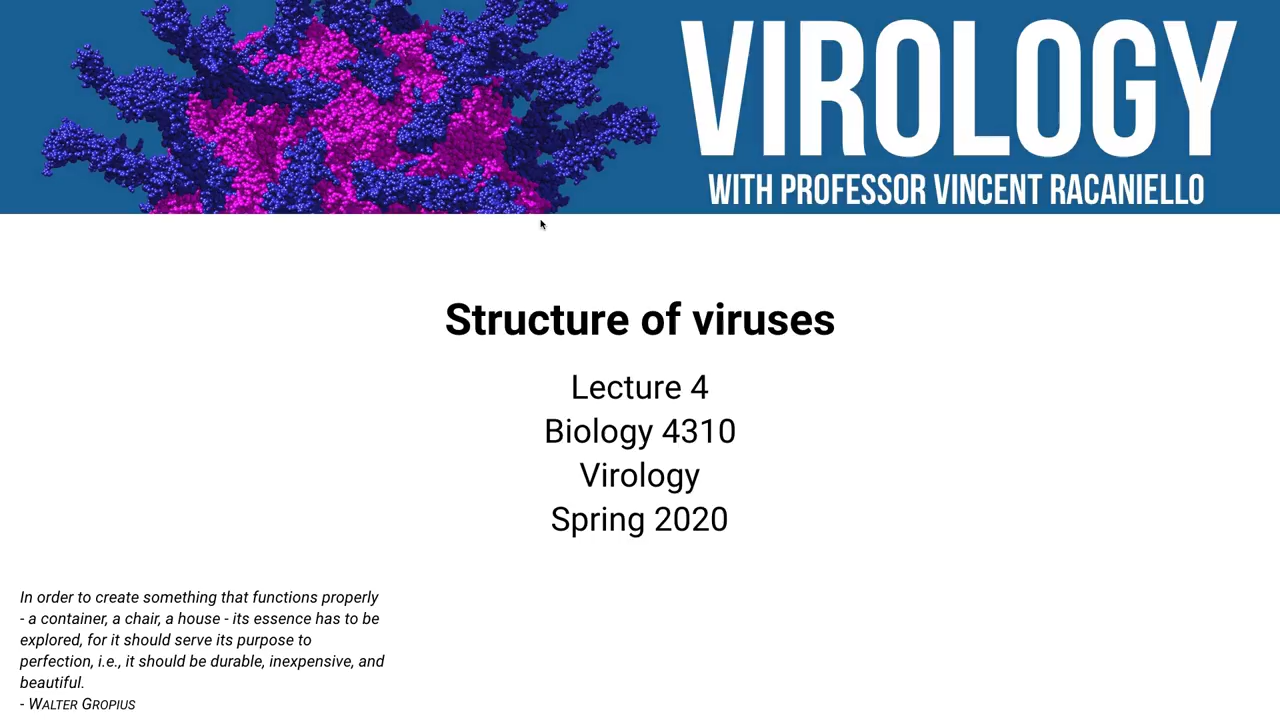 VIROLOGY
WITH PROFESSOR VINCENT RACANIELLO
Structure of viruses
Lecture 4
Biology 4310
Virology
Spring 2020
In order to create something that functions properly
- a container, a chair, a house - its essence has to be
explored, for it should serve its purpose to
perfection, i.e., it should be durable, inexpensive, and
beautiful.
- WALTER GROPIUS